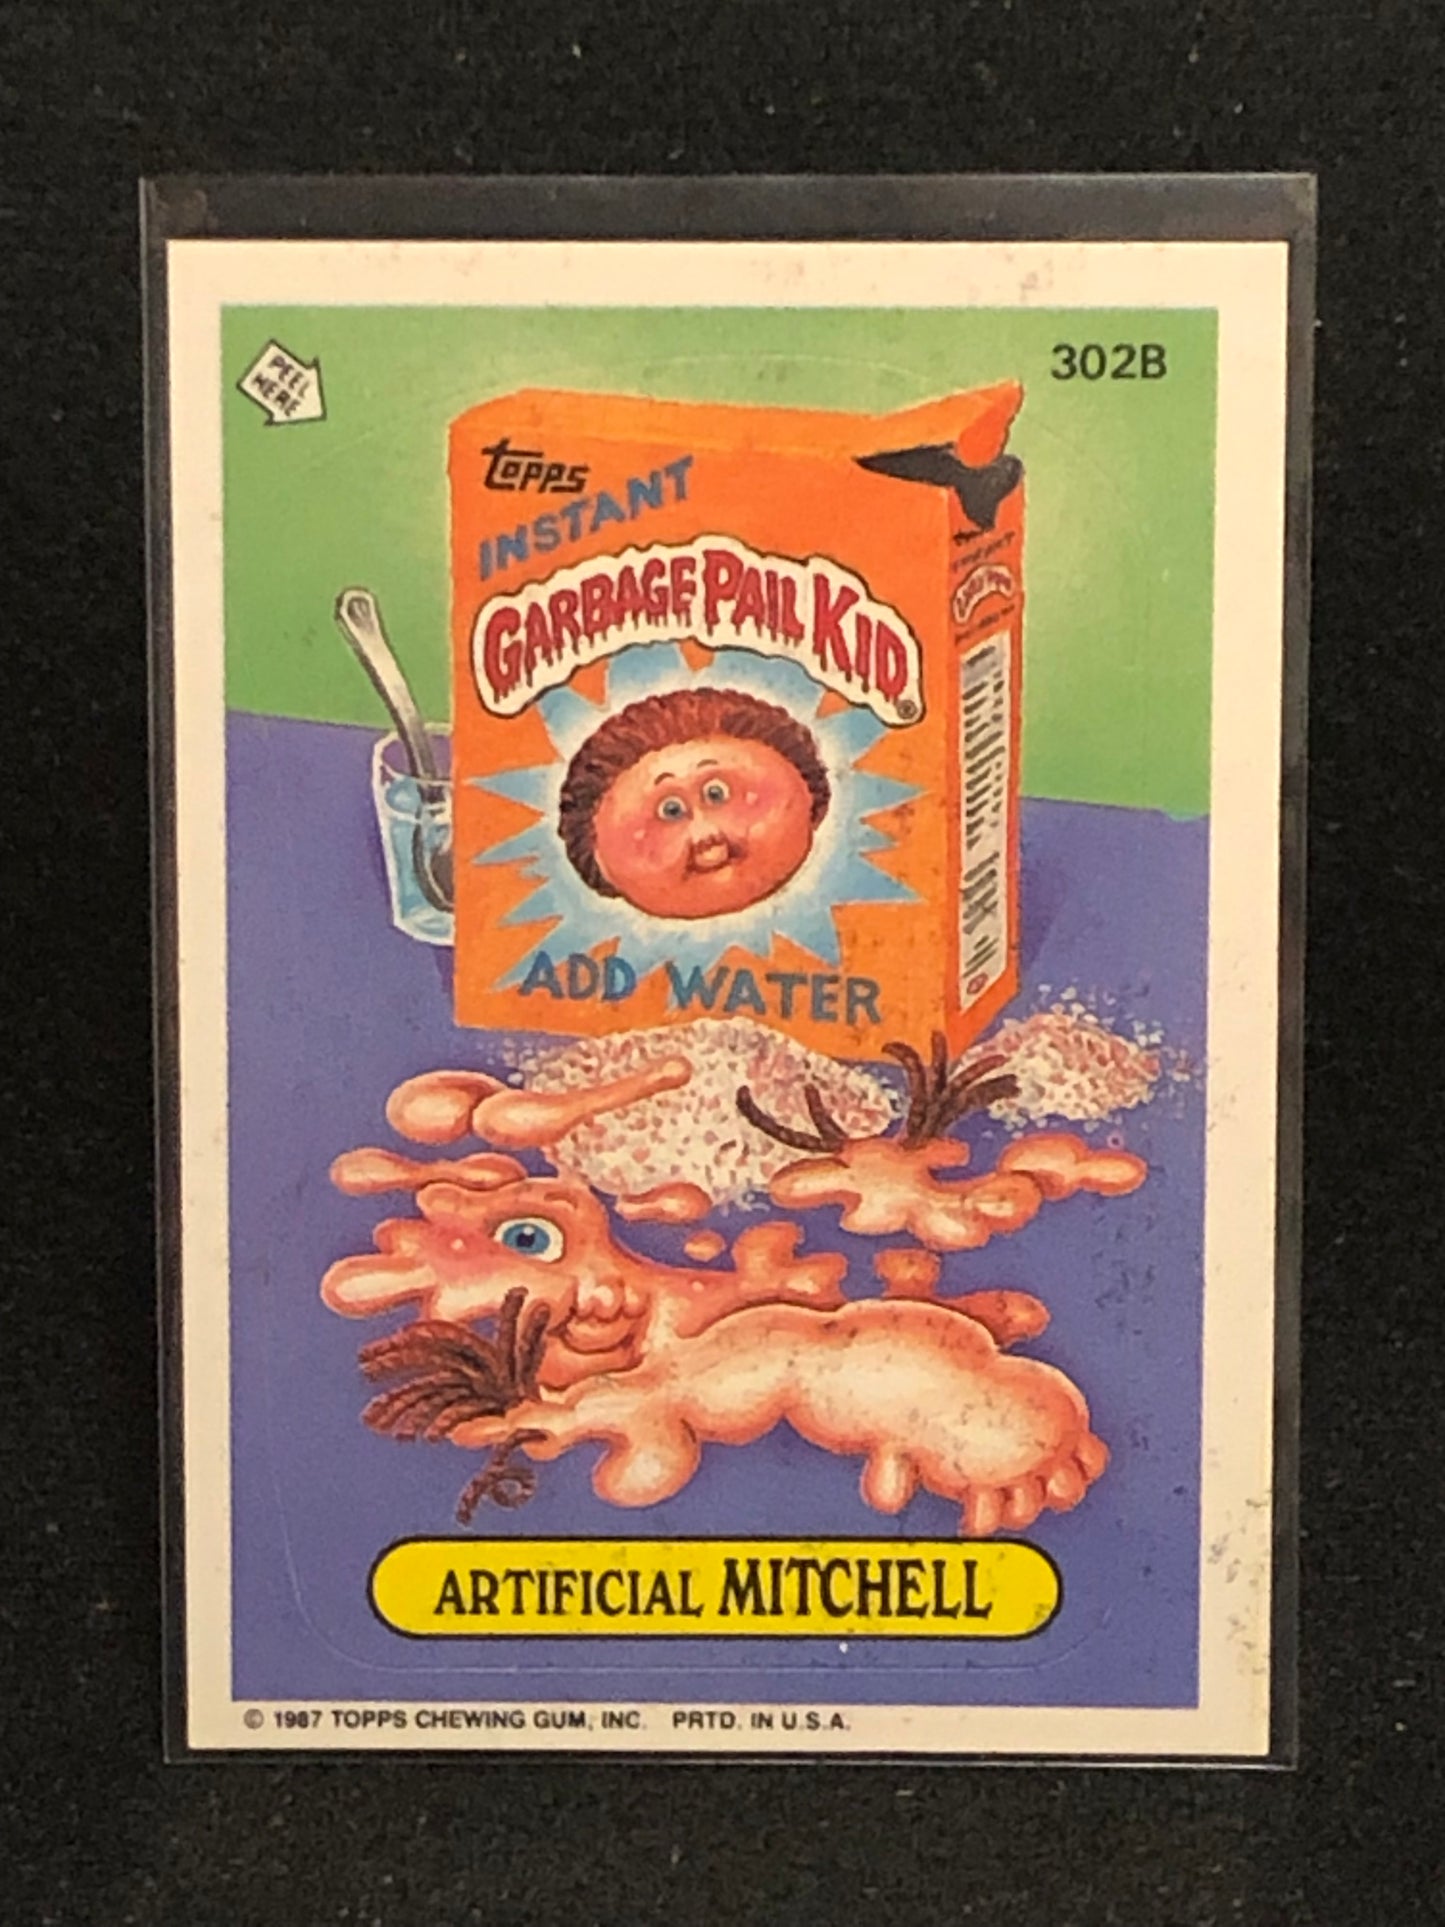 PEEL
HERE
302B
Topps
INSTANT
GARBAGE PAIL KID®
ADD WATER
ARTIFICIAL MITCHELL
© 1987 TOPPS CHEWING GUM, INC. PRTD. IN U.S.A.